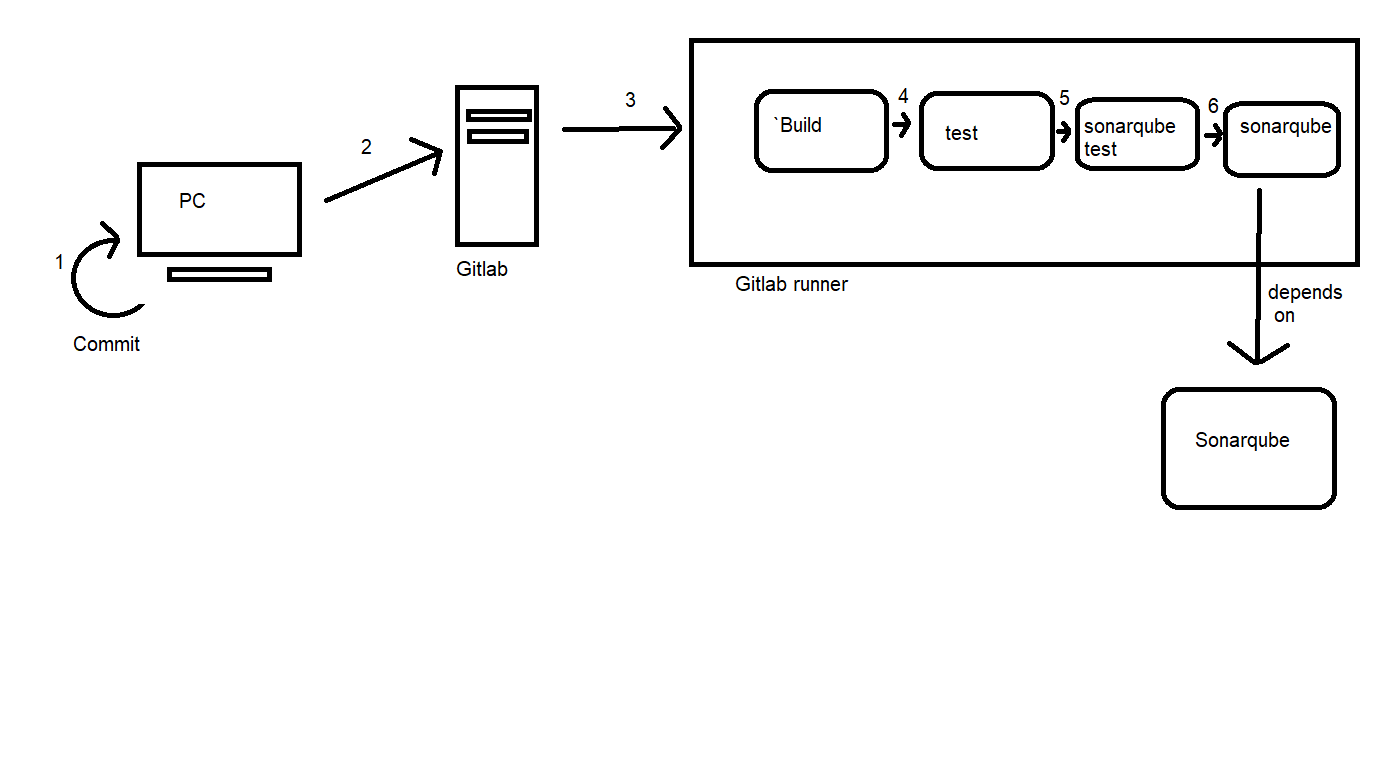 1
Commit
PC
2
Gitlab
3
Gitlab runner
`Build
4
test
5
sonarqube
test
6
sonarqube
depends
on
Sonarqube